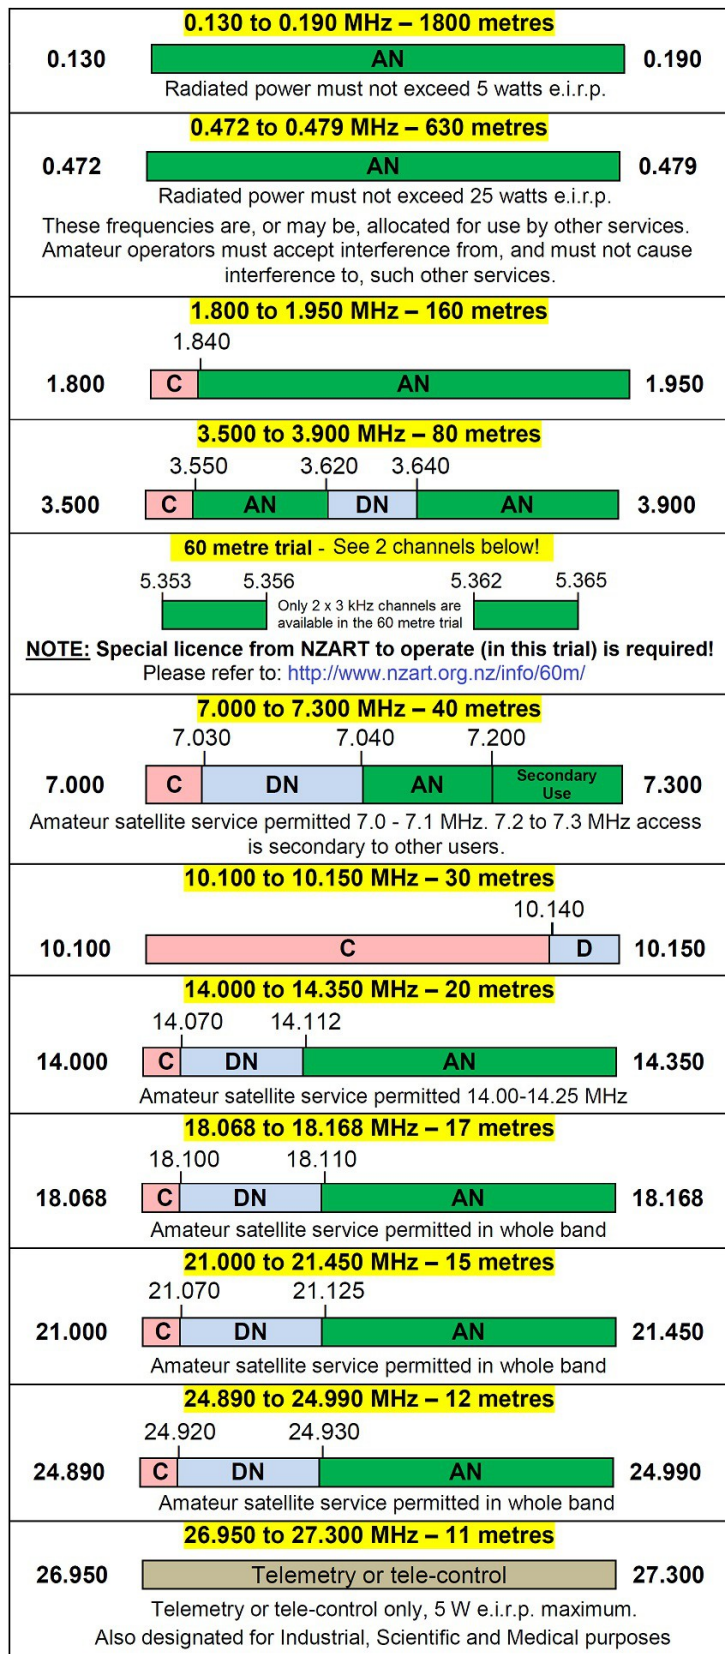 0.130 to 0.190 MHz – 1800 metres
0.130 AN 0.190
Radiated power must not exceed 5 watts e.i.r.p.
0.472 to 0.479 MHz – 630 metres
0.472 AN 0.479
Radiated power must not exceed 25 watts e.i.r.p.
These frequencies are, or may be, allocated for use by other services.
Amateur operators must accept interference from, and must not cause
interference to, such other services.
1.800 to 1.950 MHz – 160 metres
1.840
1.800 C AN 1.950
3.500 to 3.900 MHz – 80 metres
3.550 3.620 3.640
3.500 C AN DN AN 3.900
60 metre trial - See 2 channels below!
5.353 5.356 5.362 5.365
Only 2 x 3 kHz channels are
available in the 60 metre trial
NOTE: Special licence from NZART to operate (in this trial) is required!
Please refer to: http://www.nzart.org.nz/info/60m/
7.000 to 7.300 MHz – 40 metres
7.030 7.040 7.200
7.000 C DN AN Secondary Use 7.300
Amateur satellite service permitted 7.0 - 7.1 MHz. 7.2 to 7.3 MHz access
is secondary to other users.
10.100 to 10.150 MHz – 30 metres
10.140
10.100 C D 10.150
14.000 to 14.350 MHz – 20 metres
14.070 14.112
14.000 C DN AN 14.350
Amateur satellite service permitted 14.00-14.25 MHz
18.068 to 18.168 MHz – 17 metres
18.100 18.110
18.068 C DN AN 18.168
Amateur satellite service permitted in whole band
21.000 to 21.450 MHz – 15 metres
21.070 21.125
21.000 C DN AN 21.450
Amateur satellite service permitted in whole band
24.890 to 24.990 MHz – 12 metres
24.920 24.930
24.890 C DN AN 24.990
Amateur satellite service permitted in whole band
26.950 to 27.300 MHz – 11 metres
26.950 Telemetry or tele-control 27.300
Telemetry or tele-control only, 5 W e.i.r.p. maximum.
Also designated for Industrial, Scientific and Medical purposes